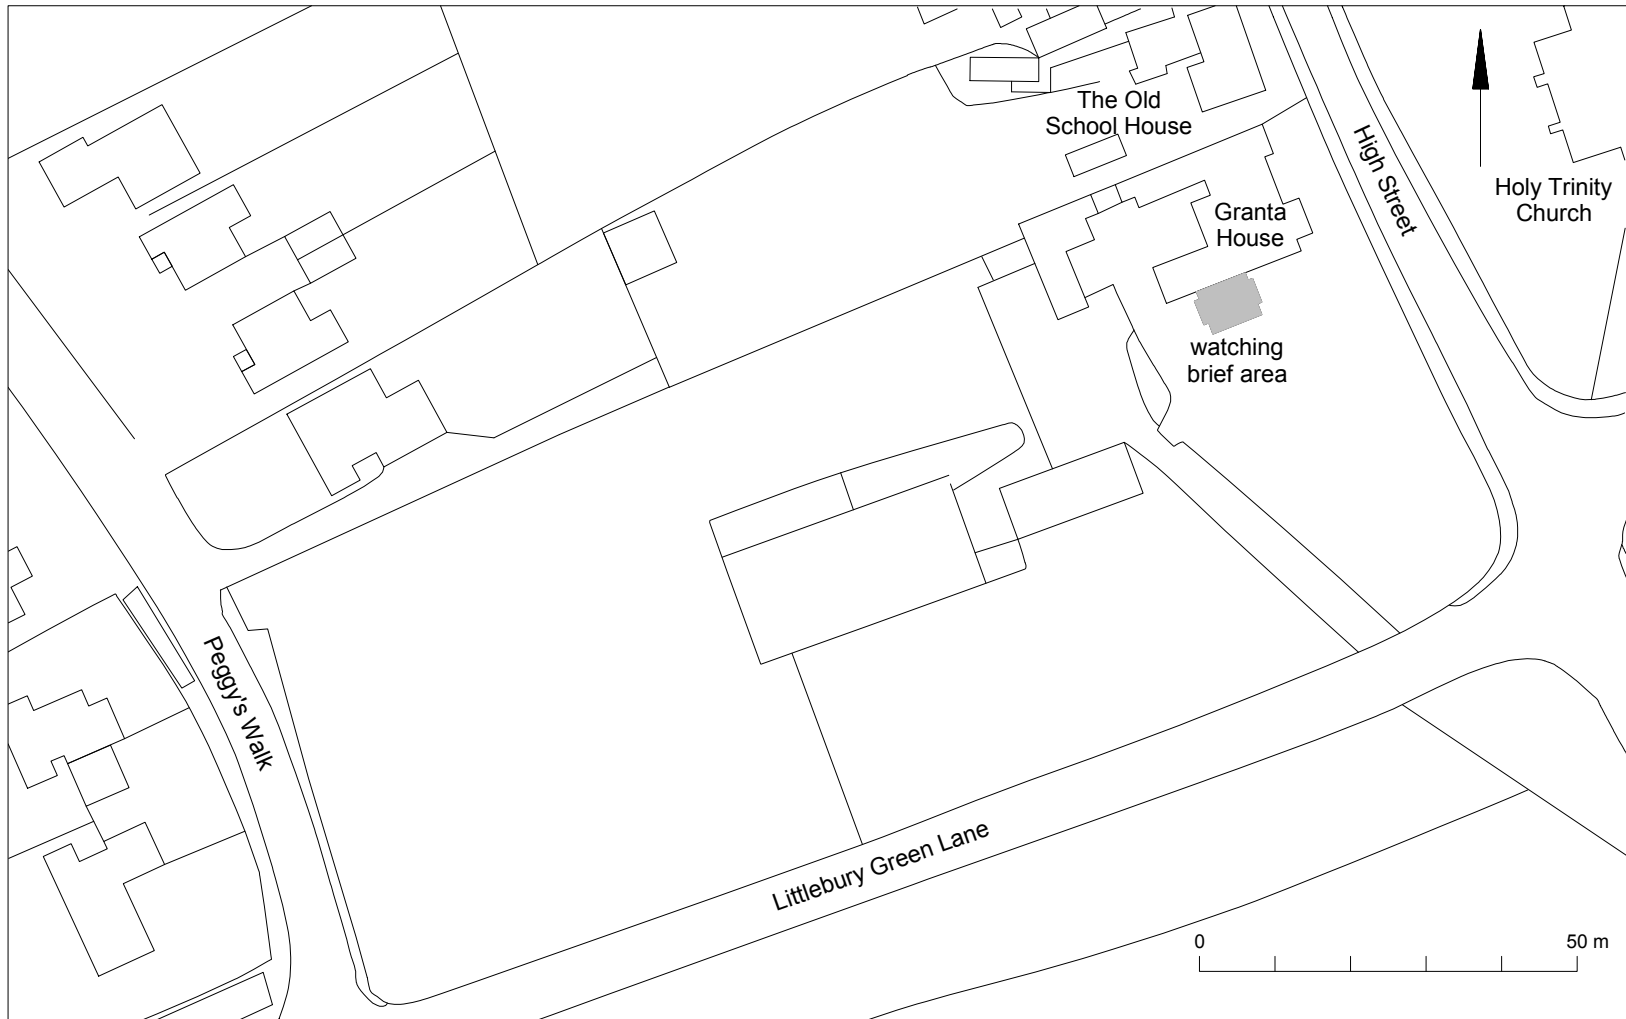 The Old
School House
High Street
Holy Trinity
Church
Granta
House
watching
brief area
Peggy's Walk
Littlebury Green Lane
0
50 m